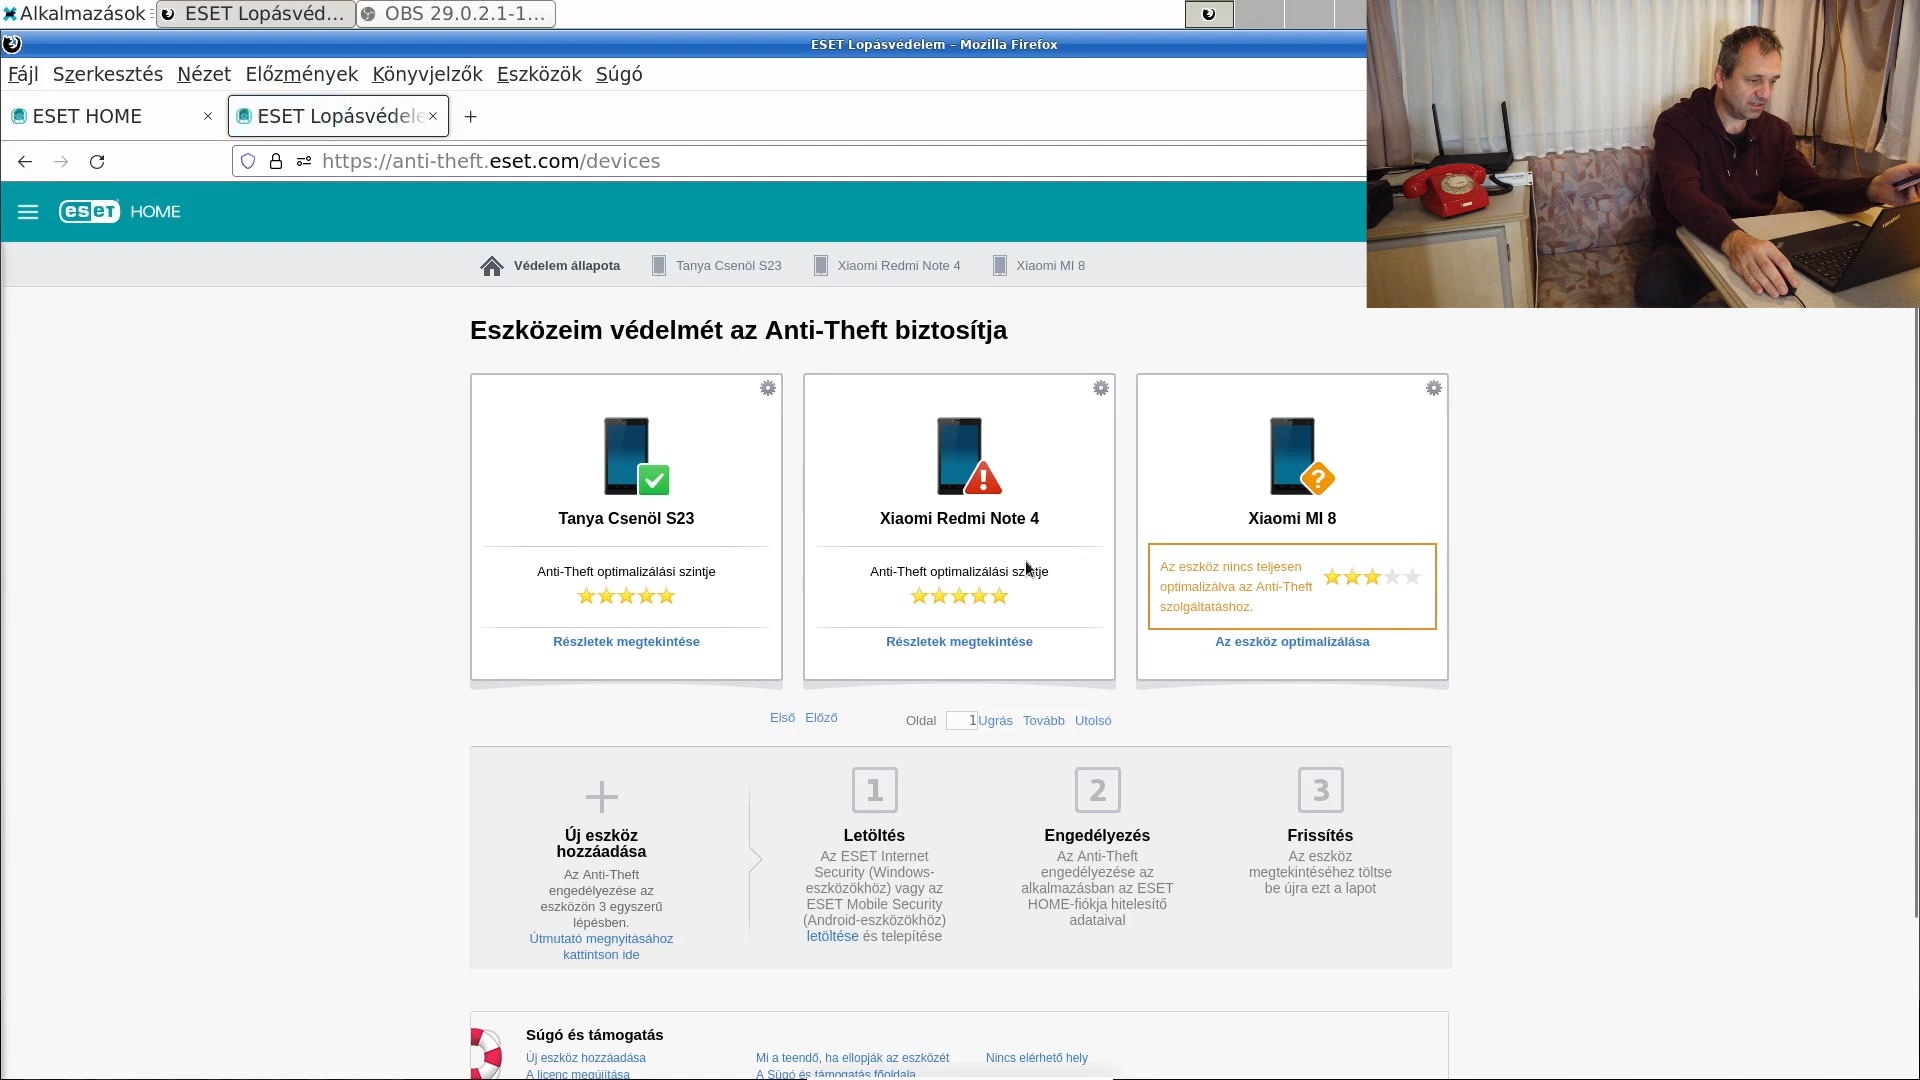 Alkalmazások
ESET Lopásvéd...
OBS 29.0.2.1-1...
ESET Lopásvédelem – Mozilla Firefox
Fájl Szerkesztés Nézet Előzmények Könyvjelzők Eszközök Súgó
ESET HOME
ESET Lopásvédele
https://anti-theft.eset.com/devices
eseT HOME
Védelem állapota
Tanya Csenöl S23
Xiaomi Redmi Note 4
Xiaomi MI 8
Eszközeim védelmét az Anti-Theft biztosítja
Tanya Csenöl S23
Anti-Theft optimalizálási szintje
Részletek megtekintése
Xiaomi Redmi Note 4
Anti-Theft optimalizálási szintje
Részletek megtekintése
Xiaomi MI 8
Az eszköz nincs teljesen
optimalizálva az Anti-Theft
szolgáltatáshoz.
Az eszköz optimalizálása
Első Előző Oldal 1 Ugrás Tovább Utolsó
Új eszköz
hozzáadása
Az Anti-Theft
engedélyezése az
eszközön 3 egyszerű
lépésben.
Útmutató megnyitásához
kattintson ide
1
Letöltés
Az ESET Internet
Security (Windows-
eszközökhöz) vagy az
ESET Mobile Security
(Android-eszközökhöz)
letöltése és telepítése
2
Engedélyezés
Az Anti-Theft
engedélyezése az
alkalmazásban az ESET
HOME-fiókja hitelesítő
adataival
3
Frissítés
Az eszköz
megtekintéséhez töltse
be újra ezt a lapot
Súgó és támogatás
Új eszköz hozzáadása
Mi a teendő, ha ellopják az eszközét
Nincs elérhető hely
A licenc megújítása
A Súgó és támogatás főoldala